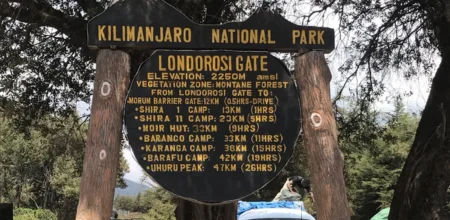 KILIMANJARO NATIONAL PARK
LONDOROSI GATE
ELEVATION: 2250M amsl
VEGETATION ZONE: MONTANE FOREST
FROM LONDOROSI GATE TO:-
MORUM BARRIER GATE:12KM (0.5HRS-DRIVE)
•SHIRA 1 CAMP: 13KM (1HRS)
•SHIRA 11 CAMP: 23KM (5HRS)
•MOIR HUT: 33KM (9HRS)
•BARANCO CAMP: 33KM (11HRS)
•KARANGA CAMP: 38KM (15HRS)
•BARAFU CAMP: 42KM (19HRS)
•UHURU PEAK: 47KM (26HRS)